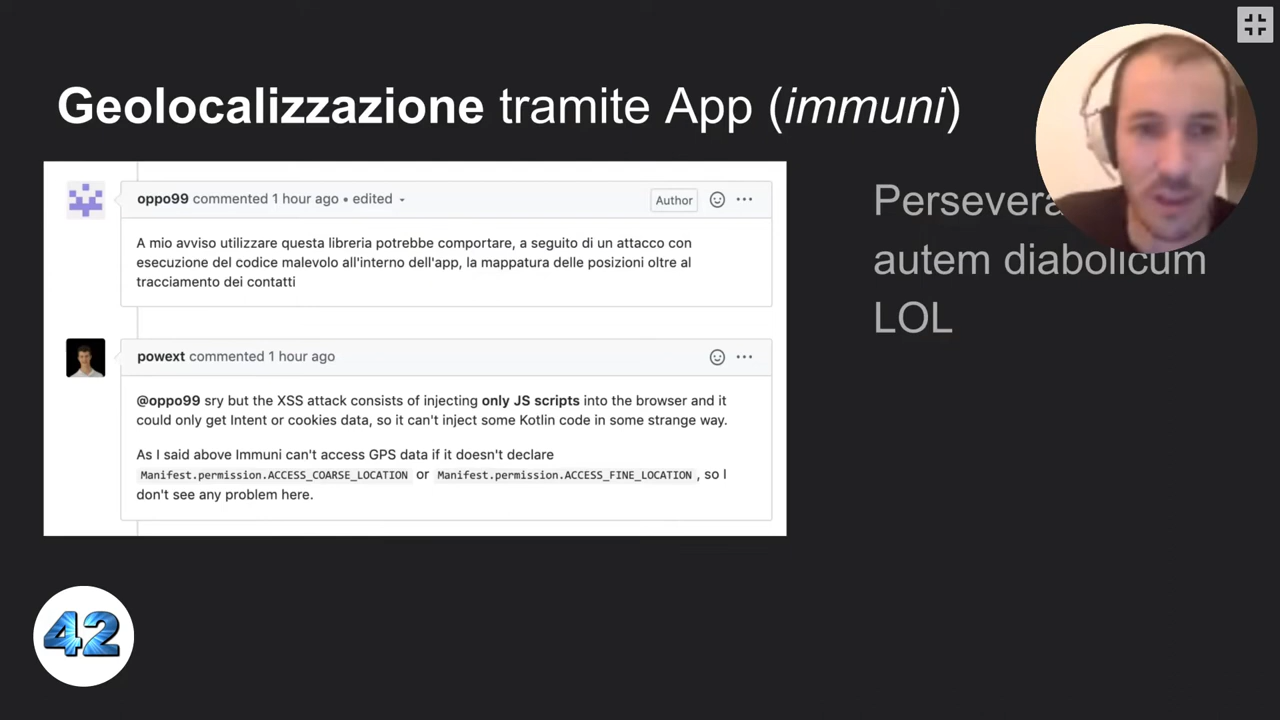 Geolocalizzazione tramite App (immuni)
oppo99 commented 1 hour ago • edited
Author
A mio avviso utilizzare questa libreria potrebbe comportare, a seguito di un attacco con
esecuzione del codice malevolo all'interno dell'app, la mappatura delle posizioni oltre al
tracciamento dei contatti
powext commented 1 hour ago
@oppo99 sry but the XSS attack consists of injecting only JS scripts into the browser and it
could only get Intent or cookies data, so it can't inject some Kotlin code in some strange way.
As I said above Immuni can't access GPS data if it doesn't declare
Manifest.permission.ACCESS_COARSE_LOCATION or Manifest.permission.ACCESS_FINE_LOCATION, so I
don't see any problem here.
autem diabolicum
LOL
42